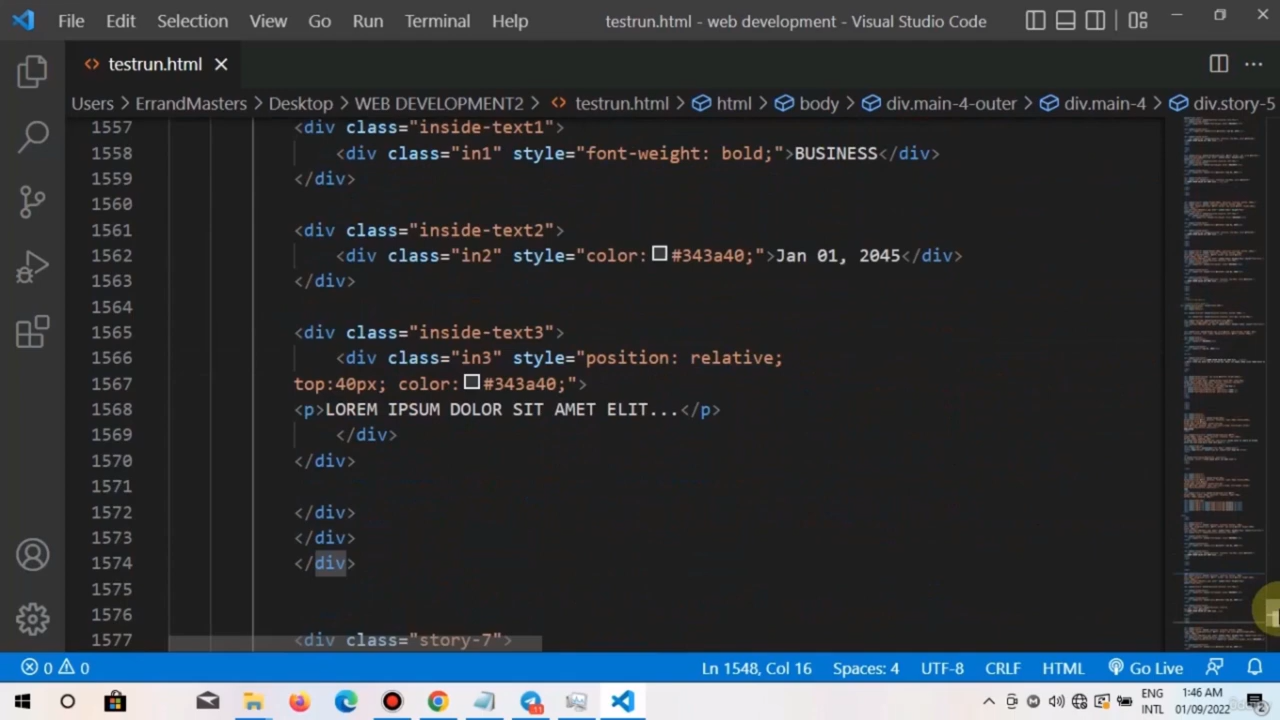 File Edit Selection View Go Run Terminal Help testrun.html - web development - Visual Studio Code
testrun.html
Users > ErrandMasters > Desktop > WEB DEVELOPMENT2 > testrun.html > html > body > div.main-4-outer > div.main-4 > div.story-5
1557 <div class="inside-text1">
1558 <div class="in1" style="font-weight: bold;">BUSINESS</div>
1559 </div>
1560
1561 <div class="inside-text2">
1562 <div class="in2" style="color:#343a40;">Jan 01, 2045</div>
1563 </div>
1564
1565 <div class="inside-text3">
1566 <div class="in3" style="position: relative;
1567 top:40px; color:#343a40;">
1568 <p>LOREM IPSUM DOLOR SIT AMET ELIT...</p>
1569 </div>
1570 </div>
1571
1572 </div>
1573 </div>
1574 </div>
1575
1576
1577 <div class="story-7">
0 0 Ln 1548, Col 16 Spaces: 4 UTF-8 CRLF HTML Go Live
11 ENG 1:46 AM
INTL 01/09/2022 2